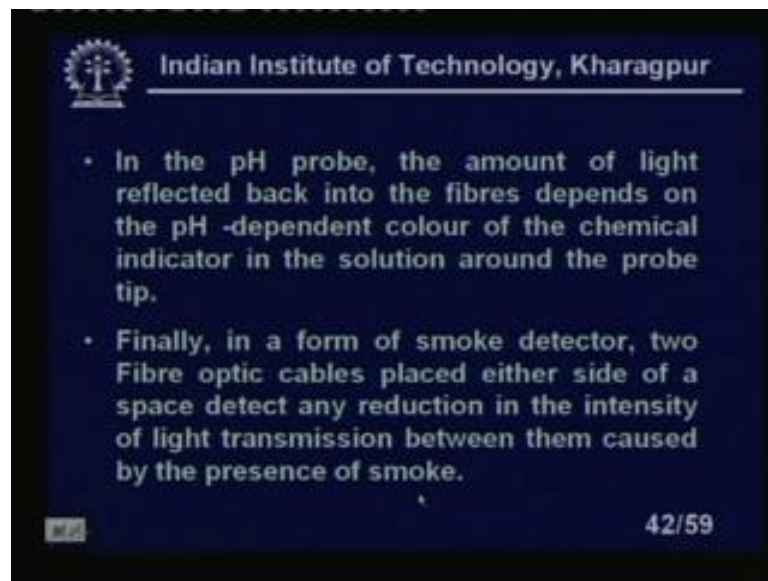 Indian Institute of Technology, Kharagpur
• In the pH probe, the amount of light
reflected back into the fibres depends on
the pH -dependent colour of the chemical
indicator in the solution around the probe
tip.
• Finally, in a form of smoke detector, two
Fibre optic cables placed either side of a
space detect any reduction in the intensity
of light transmission between them caused
by the presence of smoke.
42/59